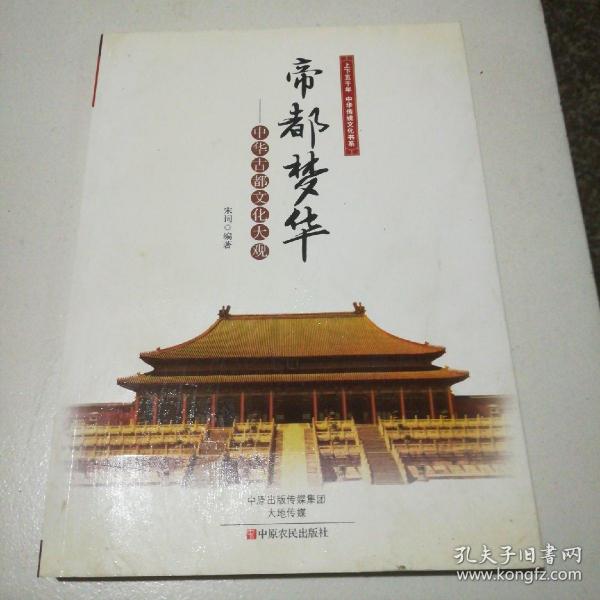 上下五千年 中华传统文化书系
帝都梦华
——中华古都文化大观
宋词◎编著
中原出版传媒集团
大地传媒
中原农民出版社
孔夫子旧书网
www.kongfz.com